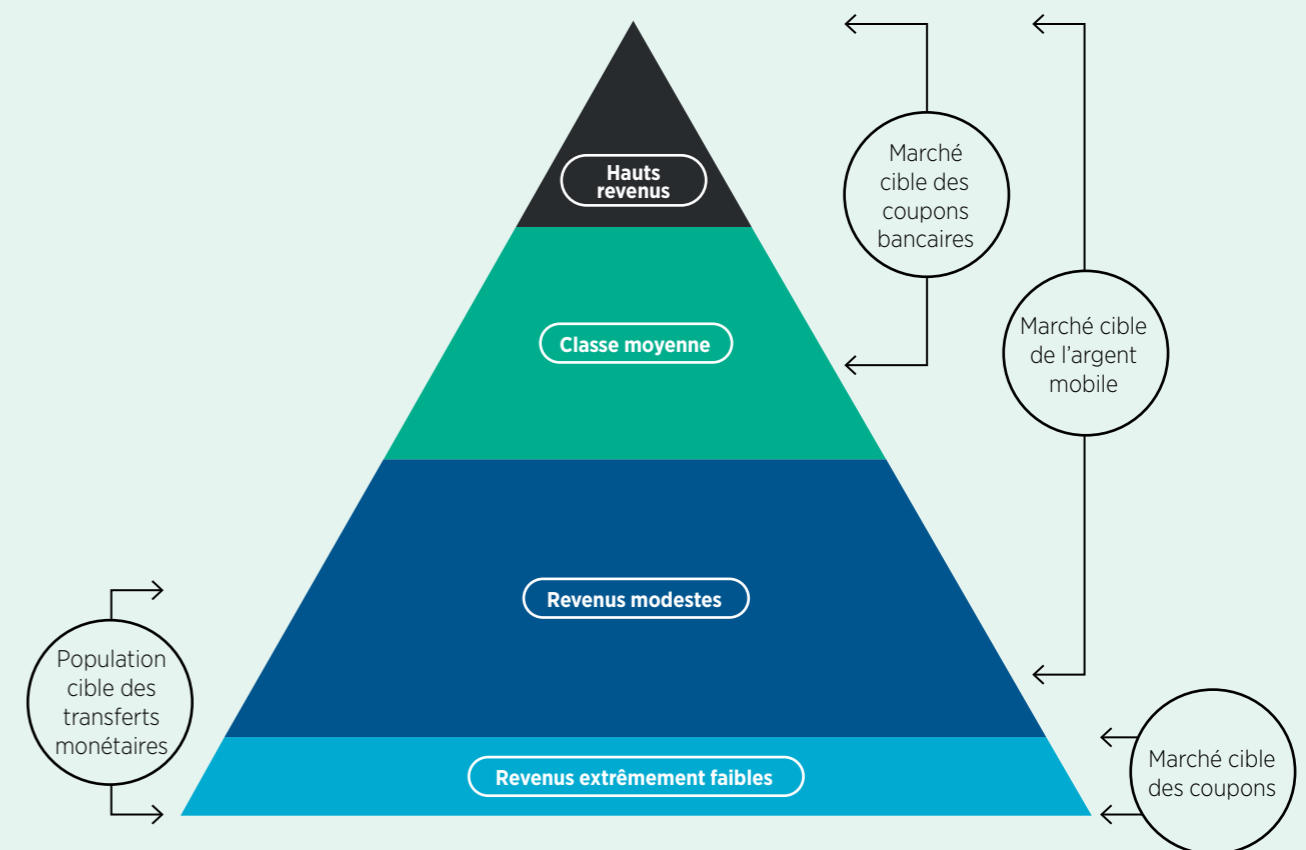 Hauts
revenus
Classe moyenne
Revenus modestes
Revenus extrêmement faibles
Marché
cible des
coupons
bancaires
Marché cible
de l’argent
mobile
Population
cible des
transferts
monétaires
Marché cible
des coupons